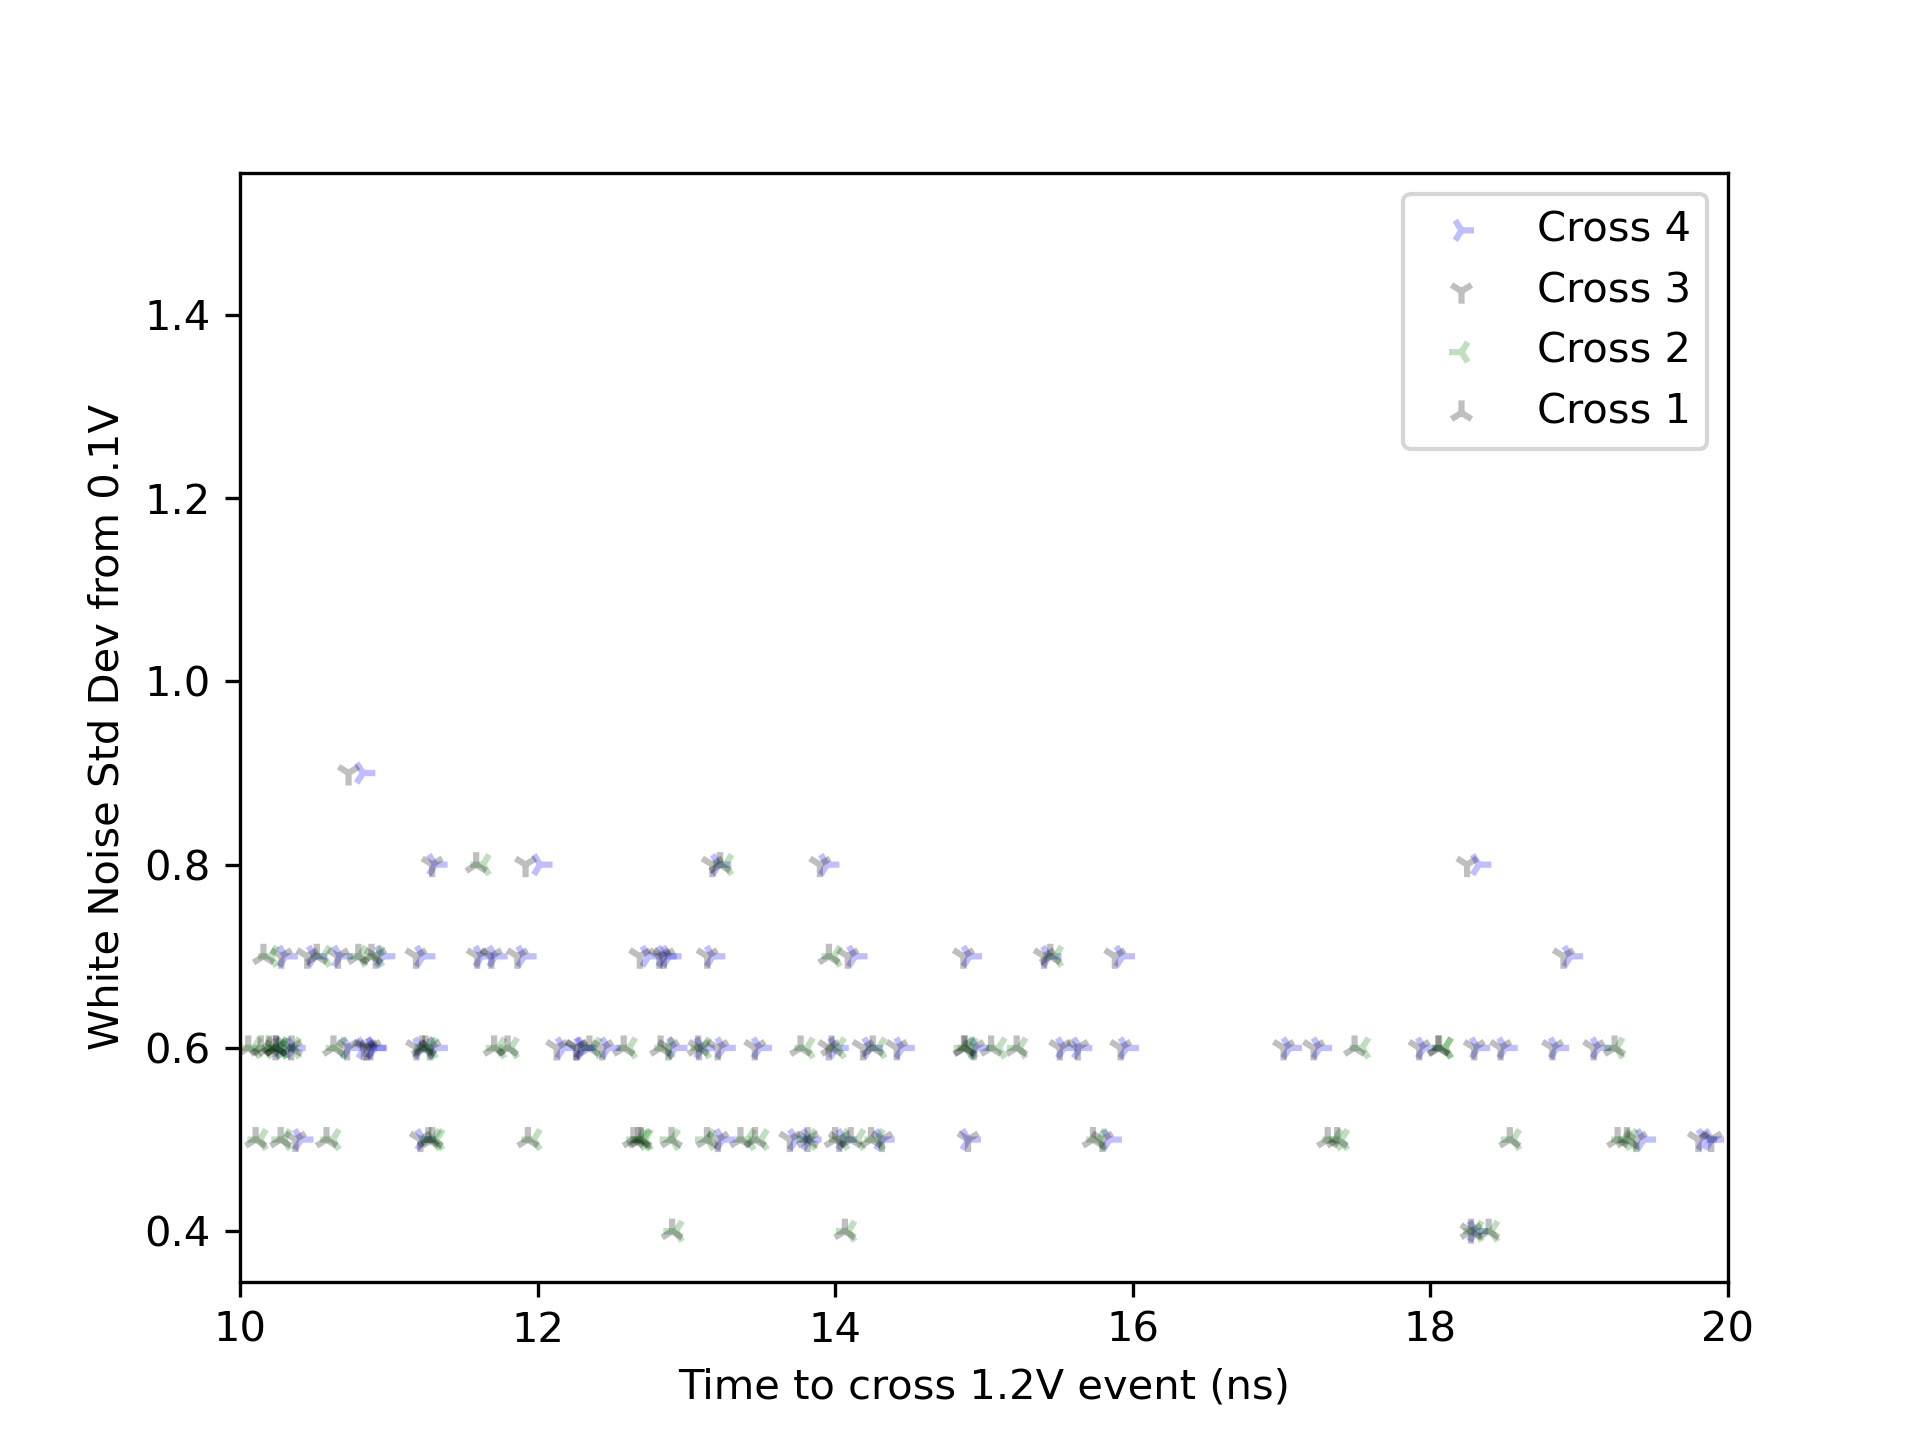 Cross 4
Cross 3
Cross 2
Cross 1
1.4
1.2
1.0
0.8
0.6
0.4
White Noise Std Dev from 0.1V
10 12 14 16 18 20
Time to cross 1.2V event (ns)